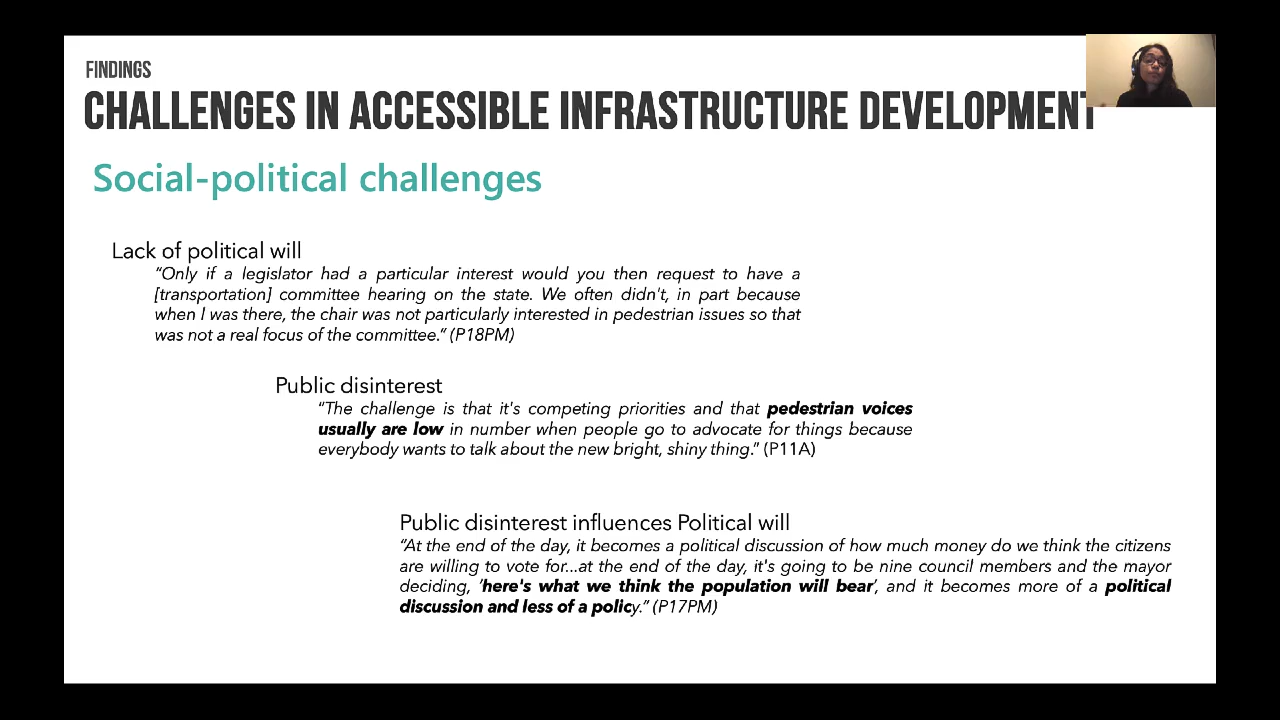 FINDINGS
CHALLENGES IN ACCESSIBLE INFRASTRUCTURE DEVELOPMENT
Social-political challenges
Lack of political will
“Only if a legislator had a particular interest would you then request to have a
[transportation] committee hearing on the state. We often didn't, in part because
when I was there, the chair was not particularly interested in pedestrian issues so that
was not a real focus of the committee.” (P18PM)
Public disinterest
“The challenge is that it's competing priorities and that pedestrian voices
usually are low in number when people go to advocate for things because
everybody wants to talk about the new bright, shiny thing.” (P11A)
Public disinterest influences Political will
“At the end of the day, it becomes a political discussion of how much money do we think the citizens
are willing to vote for...at the end of the day, it's going to be nine council members and the mayor
deciding, ‘here's what we think the population will bear’, and it becomes more of a political
discussion and less of a policy.” (P17PM)